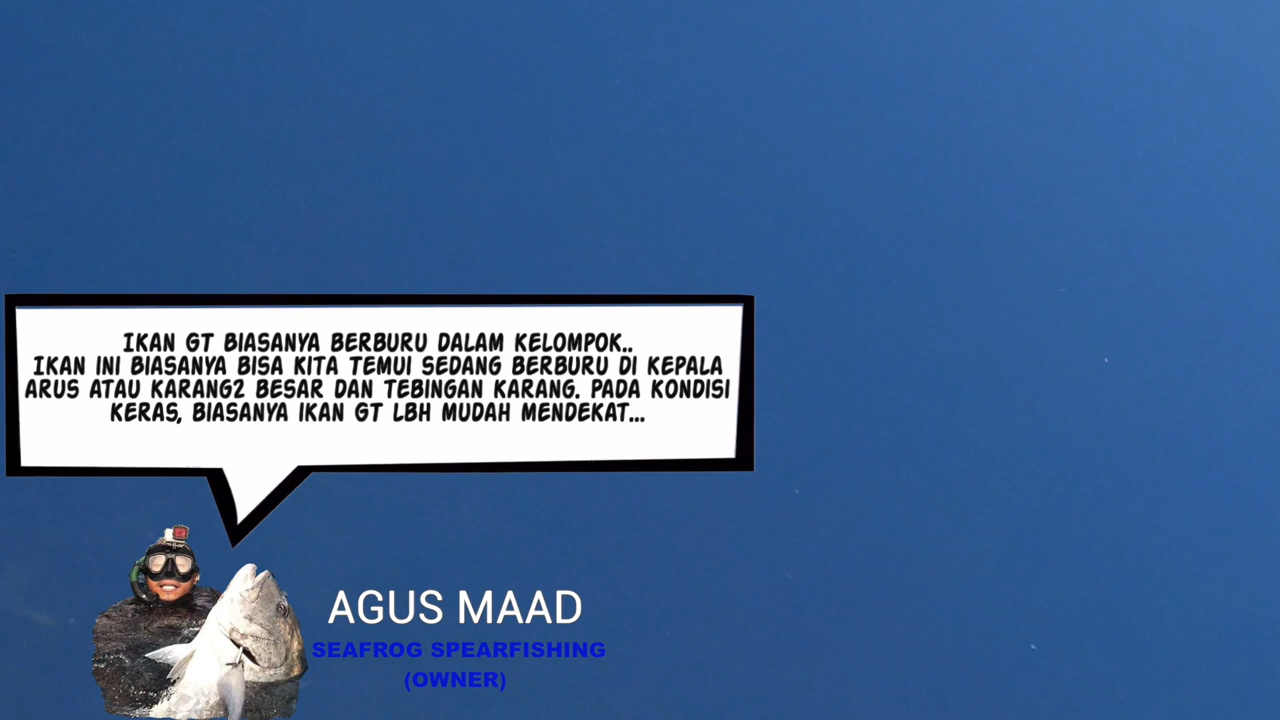 IKAN GT BIASANYA BERBURU DALAM KELOMPOK..
IKAN INI BIASANYA BISA KITA TEMUI SEDANG BERBURU DI KEPALA
ARUS ATAU KARANG2 BESAR DAN TEBINGAN KARANG. PADA KONDISI
KERAS, BIASANYA IKAN GT LBH MUDAH MENDEKAT...
AGUS MAAD
SEAFROG SPEARFISHING
(OWNER)